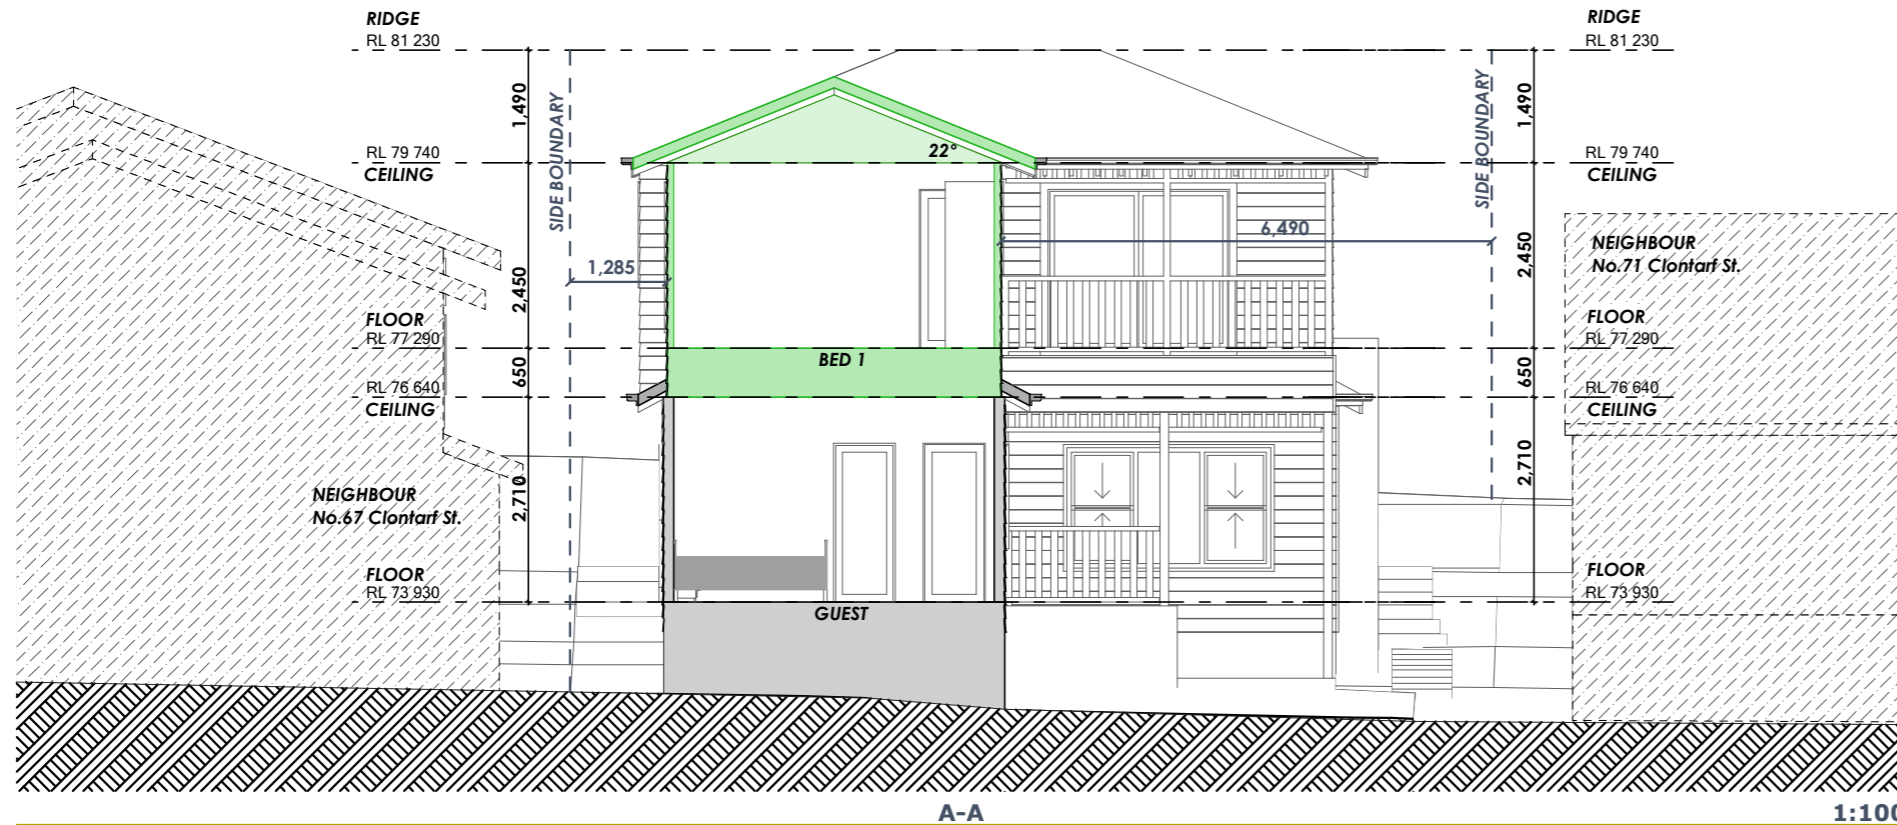 RIDGE
RL 81 230
RIDGE
RL 81 230
1,490
SIDE BOUNDARY
SIDE BOUNDARY
1,490
RL 79 740
CEILING
22°
RL 79 740
CEILING
6,490
NEIGHBOUR
No.71 Clontarf St.
2,450
1,285
2,450
FLOOR
RL 77 290
FLOOR
RL 77 290
BED 1
650
650
RL 76 640
CEILING
RL 76 640
CEILING
NEIGHBOUR
No.67 Clontarf St.
2,710
2,710
FLOOR
RL 73 930
FLOOR
RL 73 930
GUEST
A-A
1:100